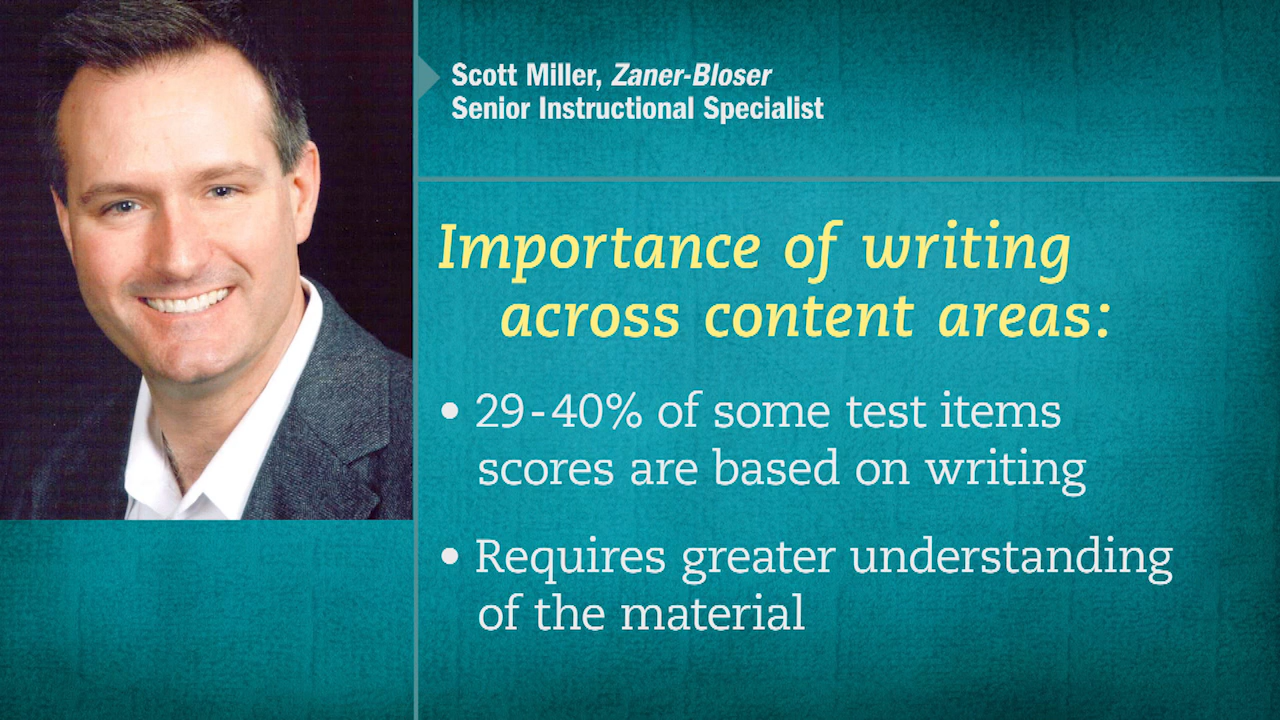 Scott Miller, Zaner-Bloser
Senior Instructional Specialist
Importance of writing
across content areas:
• 29-40% of some test items
scores are based on writing
• Requires greater understanding
of the material